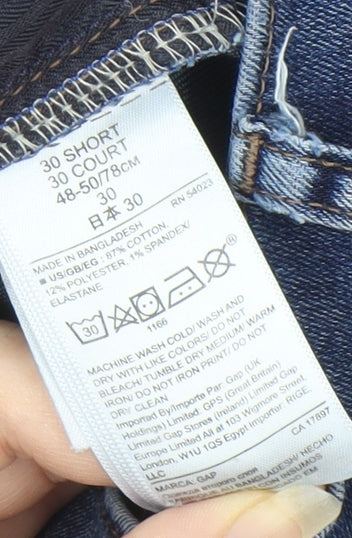 30 SHORT
30 COURT
48-50/78CM
30
日本 30
RN 54023
MADE IN BANGLADESH
■ US/GB/EG : 87% COTTON,
12% POLYESTER, 1% SPANDEX/
ELASTANE
30
1166
MACHINE WASH COLD/ WASH AND
DRY WITH LIKE COLORS/ DO NOT
BLEACH/ TUMBLE DRY MEDIUM/ WARM
IRON/ DO NOT IRON PRINT/ DO NOT
DRY CLEAN
Imported By/Importe Par Gap (UK
Holdings) Limited. GPS (Great Britain)
Limited Gap Stores (Ireland) Limited Gap
Europe Limited All at 103 Wigmore Street,
London, W1U 1QS Egypt Importer: RIGE.
LLC
CA 17897
MARCA: GAP
BANGLADESH/ HECHO